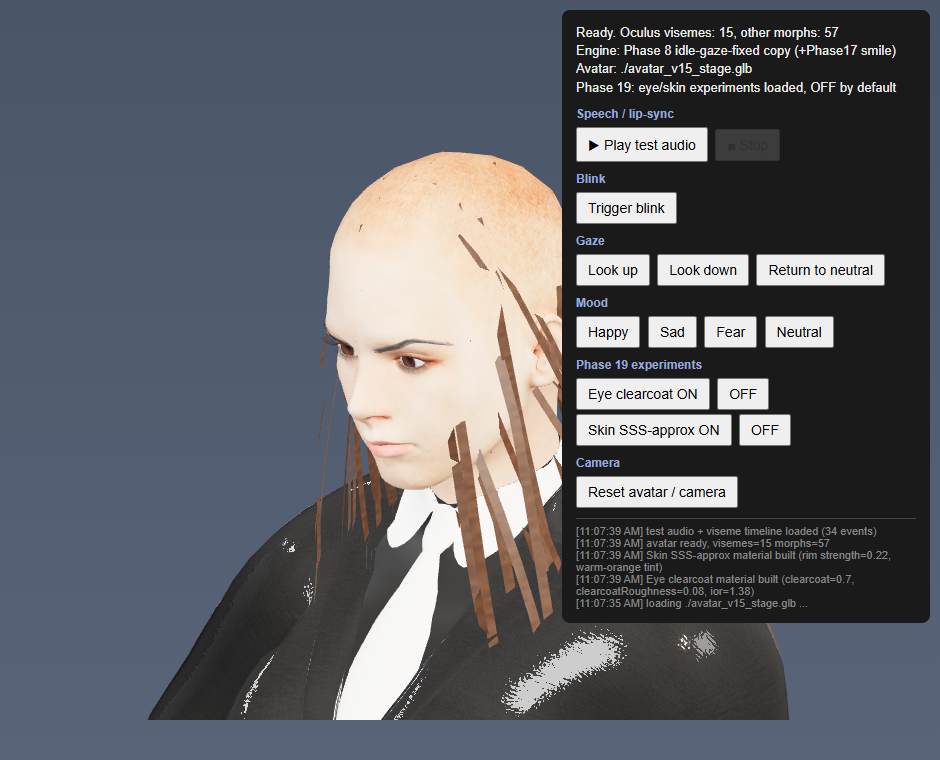 Ready. Oculus visemes: 15, other morphs: 57
Engine: Phase 8 idle-gaze-fixed copy (+Phase17 smile)
Avatar: ./avatar_v15_stage.glb
Phase 19: eye/skin experiments loaded, OFF by default
Speech / lip-sync
▶ Play test audio ■ Stop
Blink
Trigger blink
Gaze
Look up Look down Return to neutral
Mood
Happy Sad Fear Neutral
Phase 19 experiments
Eye clearcoat ON OFF
Skin SSS-approx ON OFF
Camera
Reset avatar / camera
[11:07:39 AM] test audio + viseme timeline loaded (34 events)
[11:07:39 AM] avatar ready, visemes=15 morphs=57
[11:07:39 AM] Skin SSS-approx material built (rim strength=0.22,
warm-orange tint)
[11:07:39 AM] Eye clearcoat material built (clearcoat=0.7,
clearcoatRoughness=0.08, ior=1.38)
[11:07:35 AM] loading ./avatar_v15_stage.glb ...